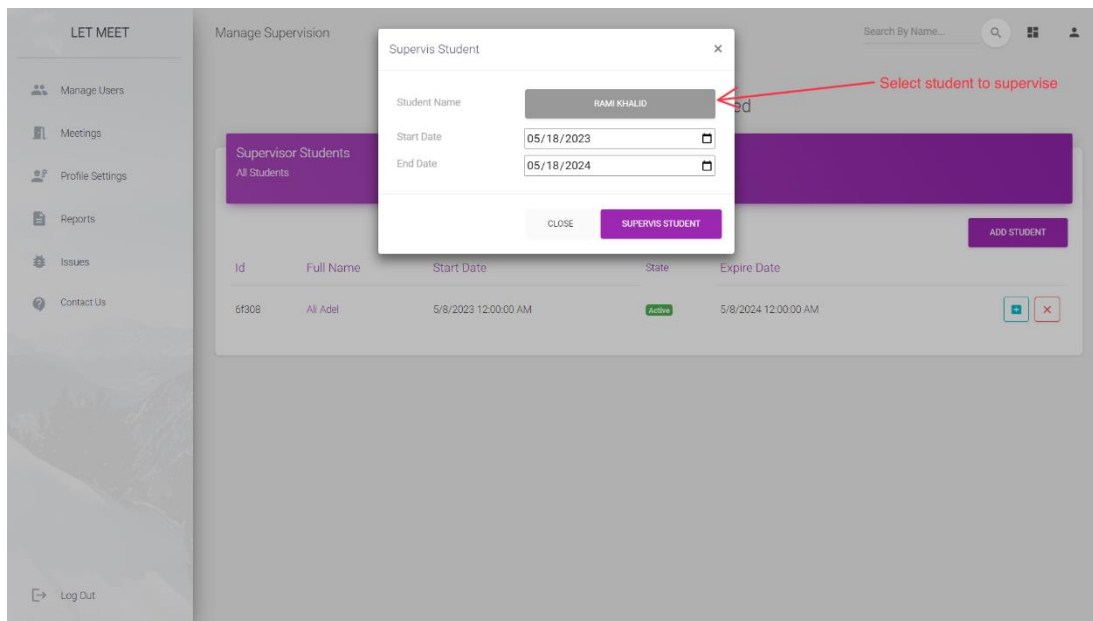 LET MEET
Manage Users
Meetings
Profile Settings
Reports
Issues
Contact Us
Log Out
Manage Supervision
Search By Name...
Supervis Student
×
Student Name
RAMI KHALID
Select student to supervise
Start Date
05/18/2023
End Date
05/18/2024
CLOSE
SUPERVIS STUDENT
ed
Supervisor Students
All Students
ADD STUDENT
Id Full Name Start Date State Expire Date
6f308 Ali Adel 5/8/2023 12:00:00 AM Active 5/8/2024 12:00:00 AM